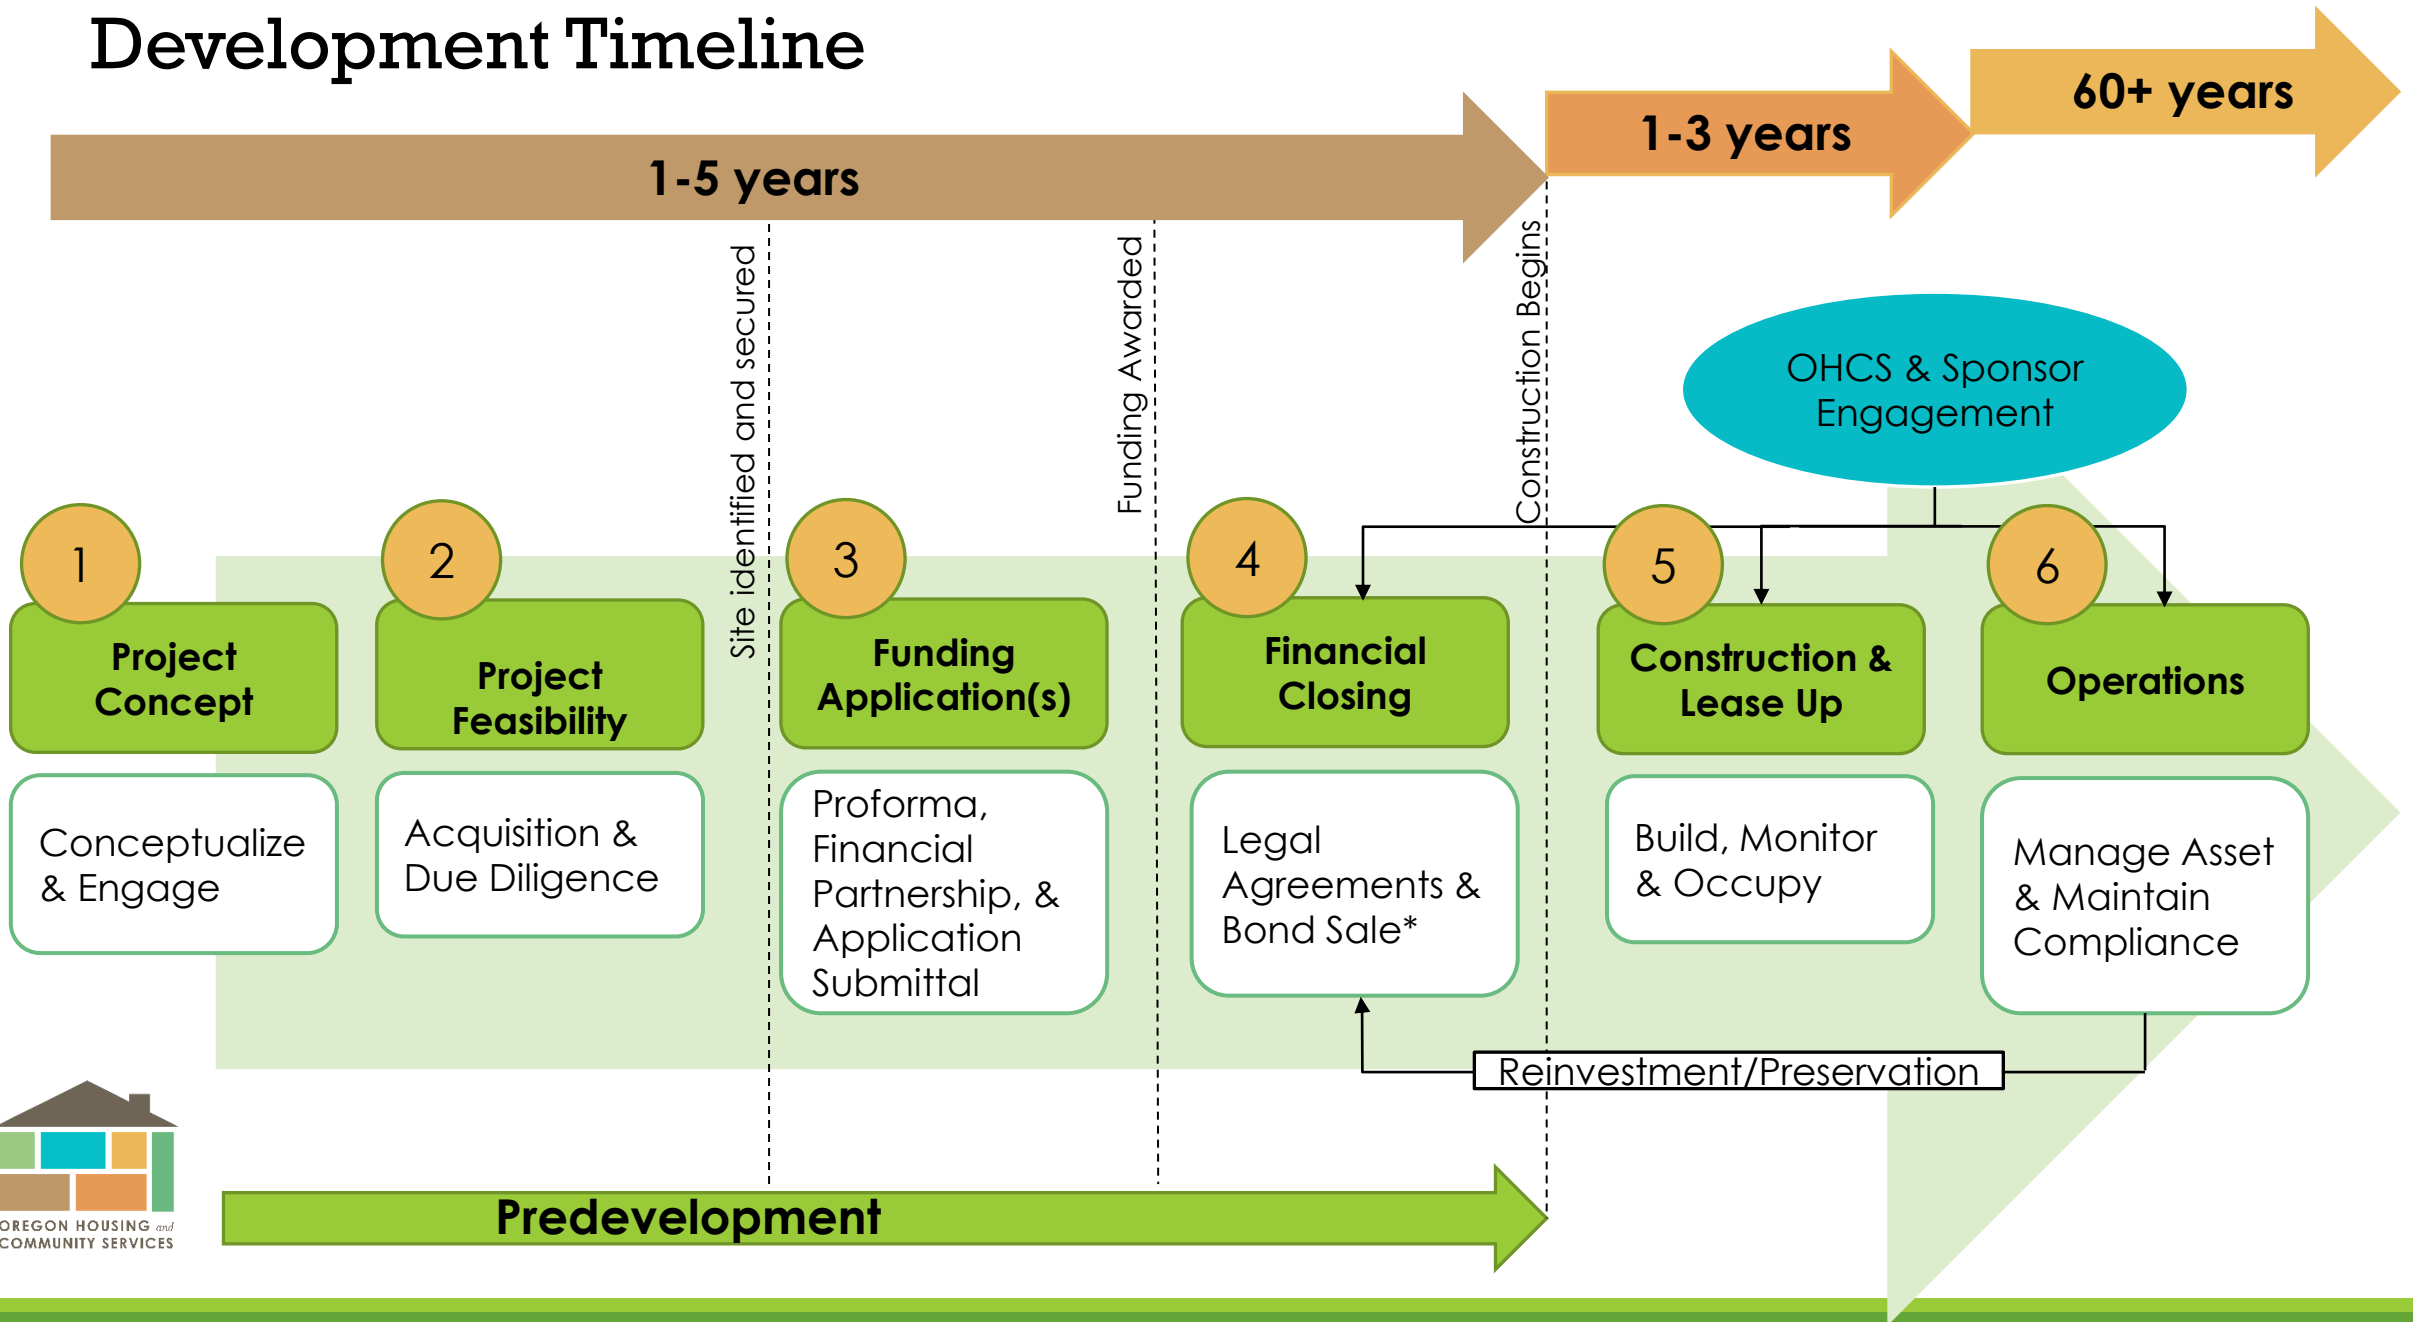 Development Timeline
1-5 years
1-3 years
60+ years
Site identified and secured
Funding Awarded
Construction Begins
OHCS & Sponsor
Engagement
1
Project
Concept
Conceptualize
& Engage
2
Project
Feasibility
Acquisition &
Due Diligence
3
Funding
Application(s)
Proforma,
Financial
Partnership, &
Application
Submittal
4
Financial
Closing
Legal
Agreements &
Bond Sale*
5
Construction &
Lease Up
Build, Monitor
& Occupy
6
Operations
Manage Asset
& Maintain
Compliance
Reinvestment/Preservation
Predevelopment
OREGON HOUSING and
COMMUNITY SERVICES